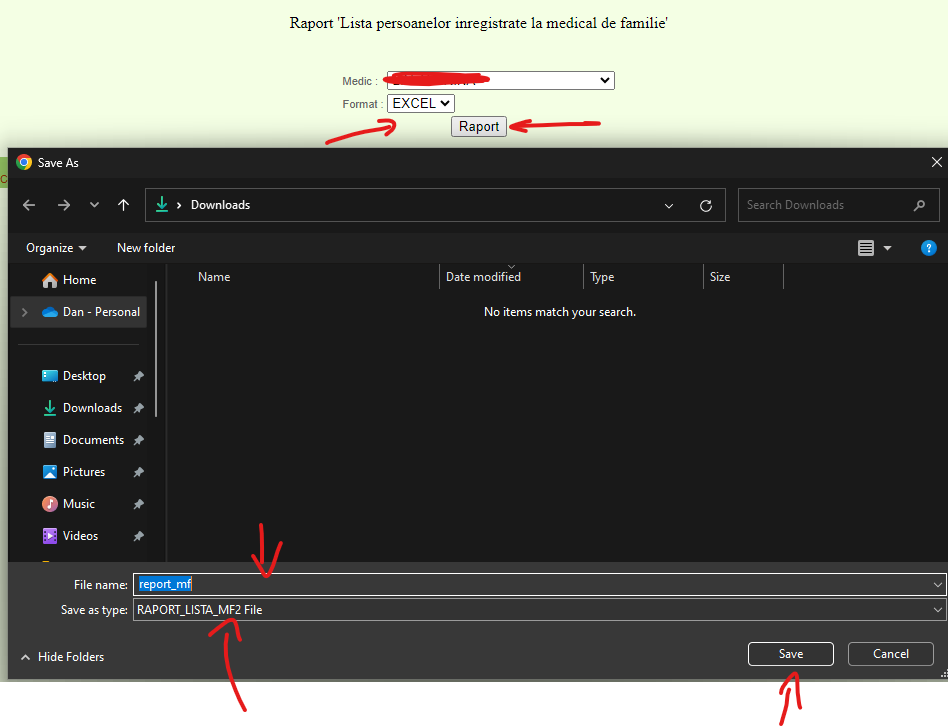 Raport 'Lista persoanelor inregistrate la medical de familie'
Medic :
Format : EXCEL
Raport
Save As
Downloads
Search Downloads
Organize
New folder
Name
Date modified
Type
Size
No items match your search.
Home
Dan - Personal
Desktop
Downloads
Documents
Pictures
Music
Videos
File name: report_mf
Save as type: RAPORT_LISTA_MF2 File
Hide Folders
Save
Cancel